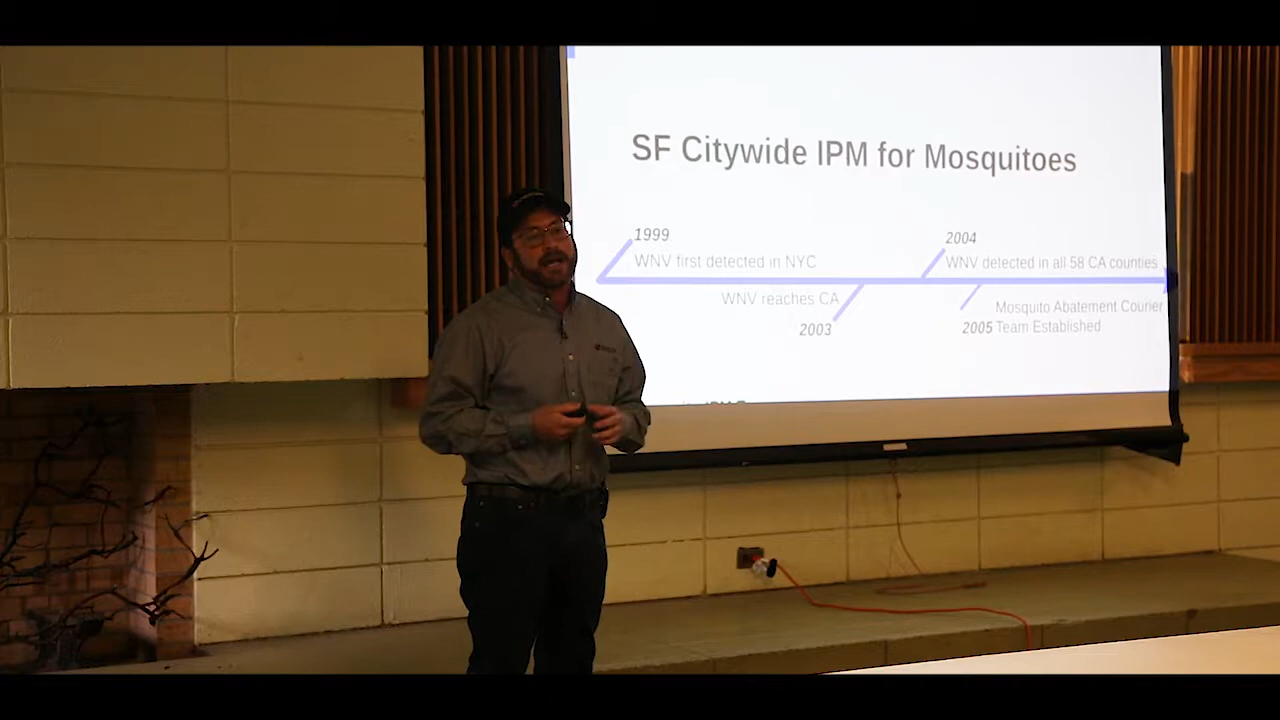 SF Citywide IPM for Mosquitoes
1999
WNV first detected in NYC
2004
WNV detected in all 58 CA counties
WNV reaches CA
2003
Mosquito Abatement Courier
2005 Team Established